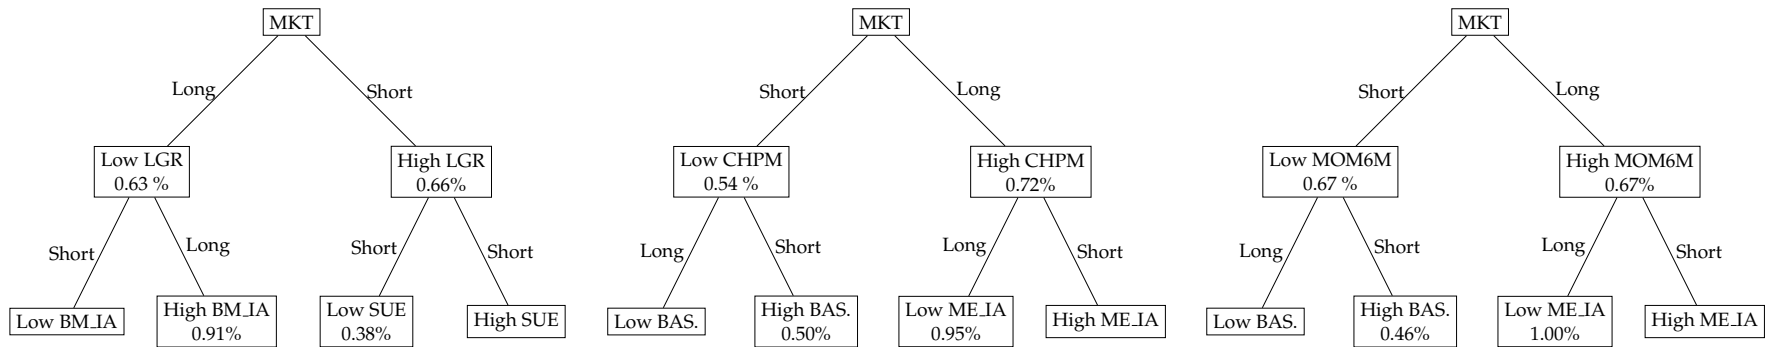 MKT
Long
Short
Low LGR
0.63 %
High LGR
0.66%
Short
Long
Short
Short
Low BM_IA
High BM_IA
0.91%
Low SUE
0.38%
High SUE
MKT
Short
Long
Low CHPM
0.54 %
High CHPM
0.72%
Long
Short
Long
Short
Low BAS.
High BAS.
0.50%
Low ME_IA
0.95%
High ME_IA
MKT
Short
Long
Low MOM6M
0.67 %
High MOM6M
0.67%
Long
Short
Long
Short
Low BAS.
High BAS.
0.46%
Low ME_IA
1.00%
High ME_IA